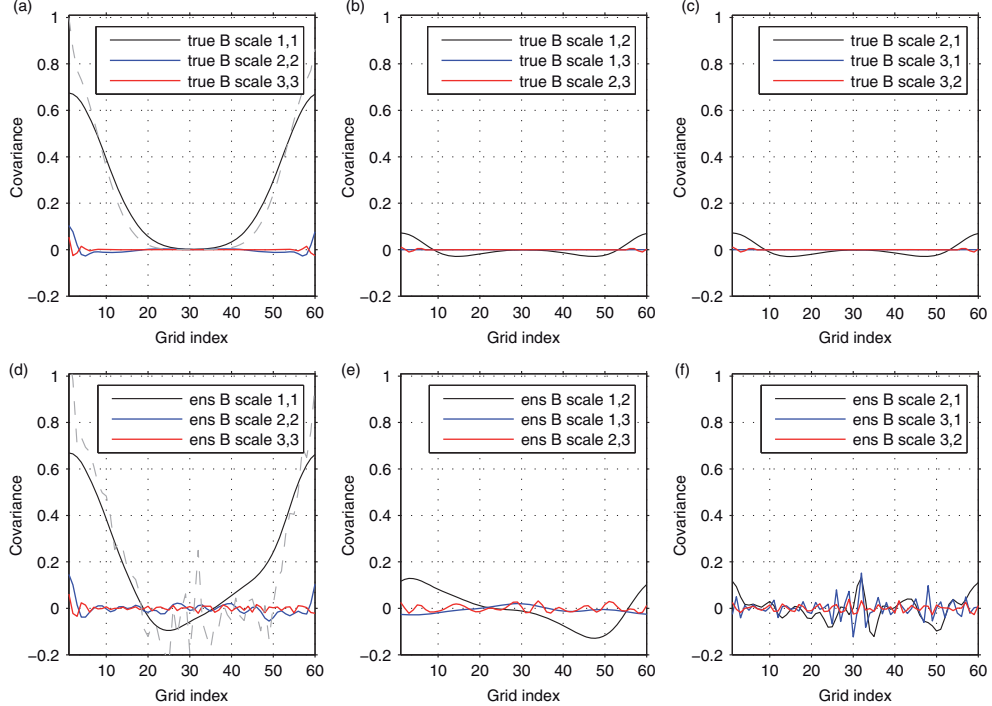 (a)
true B scale 1,1
true B scale 2,2
true B scale 3,3
1
0.8
0.6
0.4
0.2
0
−0.2
Covariance
10 20 30 40 50 60
Grid index
(b)
true B scale 1,2
true B scale 1,3
true B scale 2,3
1
0.8
0.6
0.4
0.2
0
−0.2
Covariance
10 20 30 40 50 60
Grid index
(c)
true B scale 2,1
true B scale 3,1
true B scale 3,2
1
0.8
0.6
0.4
0.2
0
−0.2
Covariance
10 20 30 40 50 60
Grid index
(d)
ens B scale 1,1
ens B scale 2,2
ens B scale 3,3
1
0.8
0.6
0.4
0.2
0
−0.2
Covariance
10 20 30 40 50 60
Grid index
(e)
ens B scale 1,2
ens B scale 1,3
ens B scale 2,3
1
0.8
0.6
0.4
0.2
0
−0.2
Covariance
10 20 30 40 50 60
Grid index
(f)
ens B scale 2,1
ens B scale 3,1
ens B scale 3,2
1
0.8
0.6
0.4
0.2
0
−0.2
Covariance
10 20 30 40 50 60
Grid index